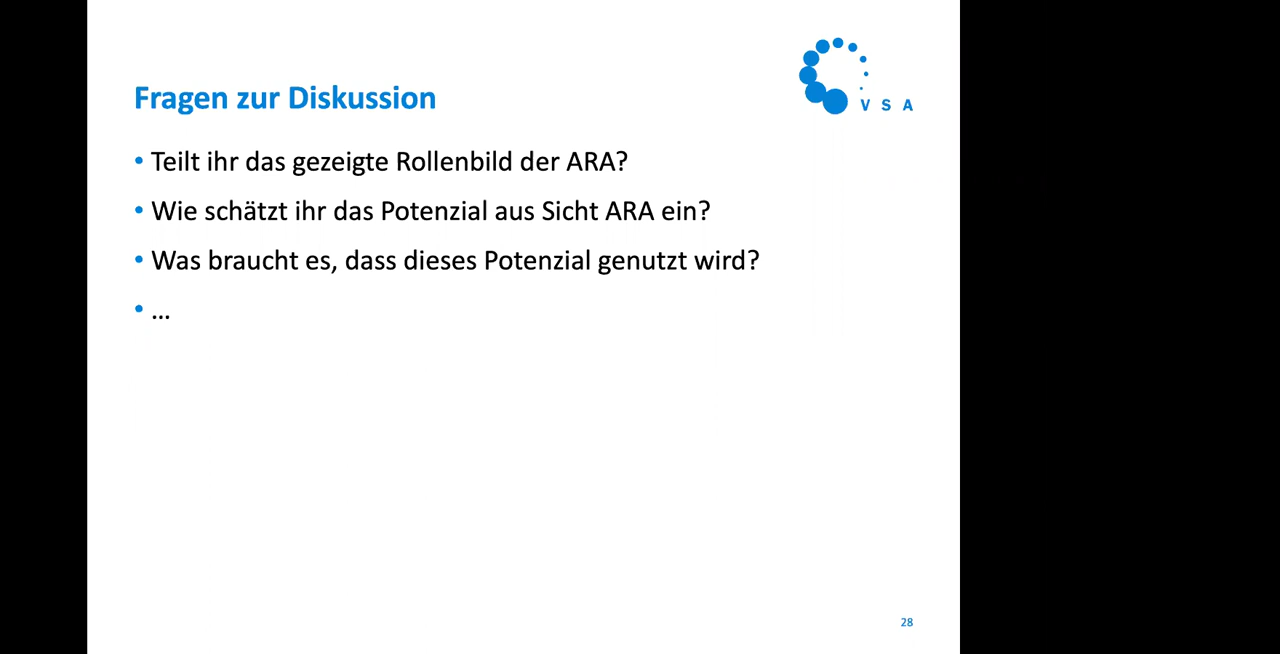 VSA
Fragen zur Diskussion
• Teilt ihr das gezeigte Rollenbild der ARA?
• Wie schätzt ihr das Potenzial aus Sicht ARA ein?
• Was braucht es, dass dieses Potenzial genutzt wird?
• ...
28